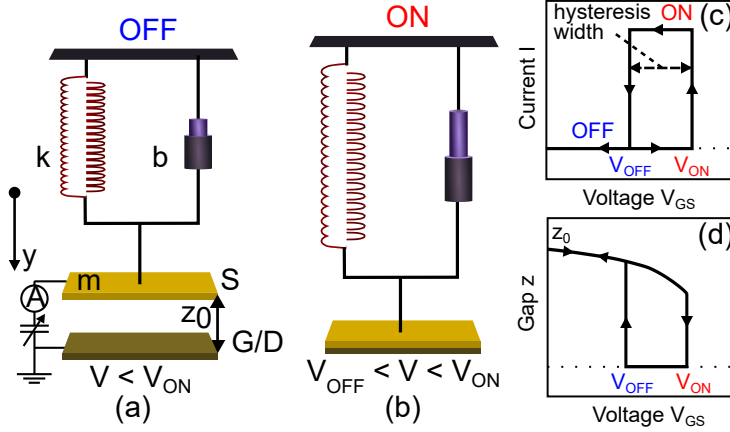 OFF
k
b
y
m
S
A
z0
G/D
V < VON
(a)
ON
VOFF < V < VON
(b)
(c)
hysteresis
width
ON
Current I
OFF
VOFF
VON
Voltage VGS
(d)
z0
Gap z
VOFF
VON
Voltage VGS